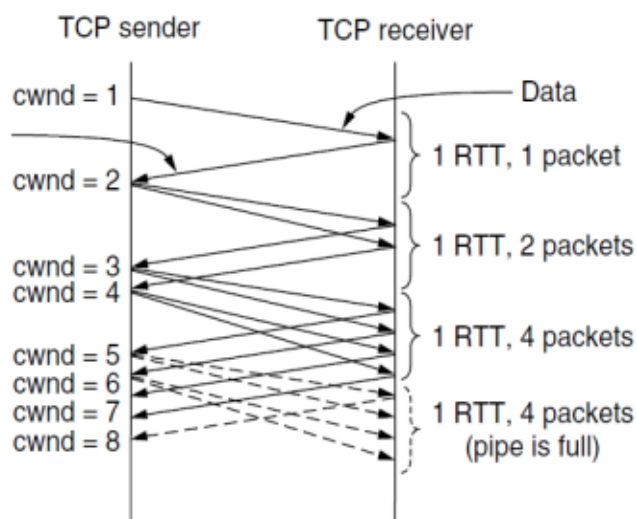 TCP sender
TCP receiver
cwnd = 1
Data
1 RTT, 1 packet
cwnd = 2
1 RTT, 2 packets
cwnd = 3
cwnd = 4
1 RTT, 4 packets
cwnd = 5
cwnd = 6
cwnd = 7
1 RTT, 4 packets
(pipe is full)
cwnd = 8